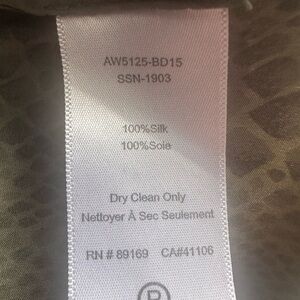 AW5125-BD15
SSN-1903
100%Silk
100%Soie
Dry Clean Only
Nettoyer À Sec Seulement
RN # 89169 CA#41106
P